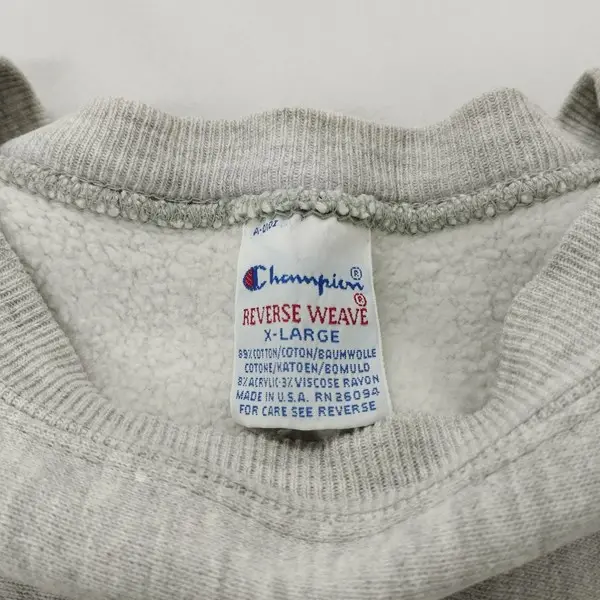 Champion®
®
REVERSE WEAVE
X-LARGE
89% COTTON/COTON/BAUMWOLLE
COTONE/KATOEN/BOMULD
8% ACRYLIC-3% VISCOSE RAYON
MADE IN U.S.A. RN 26094
FOR CARE SEE REVERSE